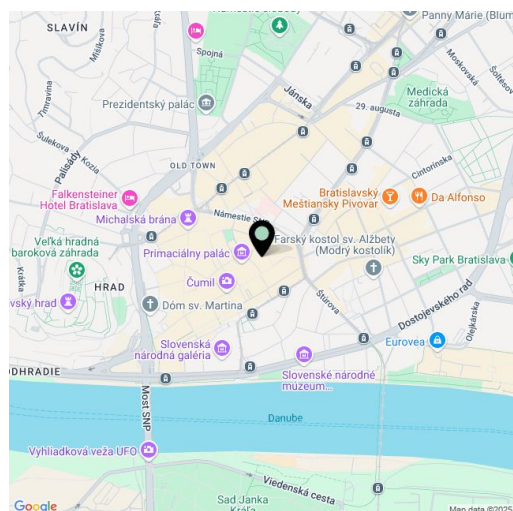 SLAVÍN
Panny Márie (Blum
Mišíkova
Spojná
Jánska
Moskovská
Šoltésov
Timravina
Prezidentský palác
Medická
záhrada
29. augusta
Šulekova
Kozia
Palisády
OLD TOWN
Cintorínska
Falkensteiner
Hotel Bratislava
Bratislavský
Meštiansky Pivovar
Da Alfonso
Michalská brána
Námestie SNP
Veľká hradná
baroková záhrada
Primaciálny palác
Farský kostol sv. Alžbety
(Modrý kostolík)
Sky Park Bratislava
Krátka
HRAD
Čumil
vský hrad
Dóm sv. Martina
Štúrova
Dostojevského rad
Olejkárska
Slovenská
národná galéria
Eurovea
ODHRADIE
Slovenské národné
múzeum...
Most SNP
Danube
Vyhliadková veža UFO
Viedenská cesta
Sad Janka
Kráľa
Google
Map data ©2025